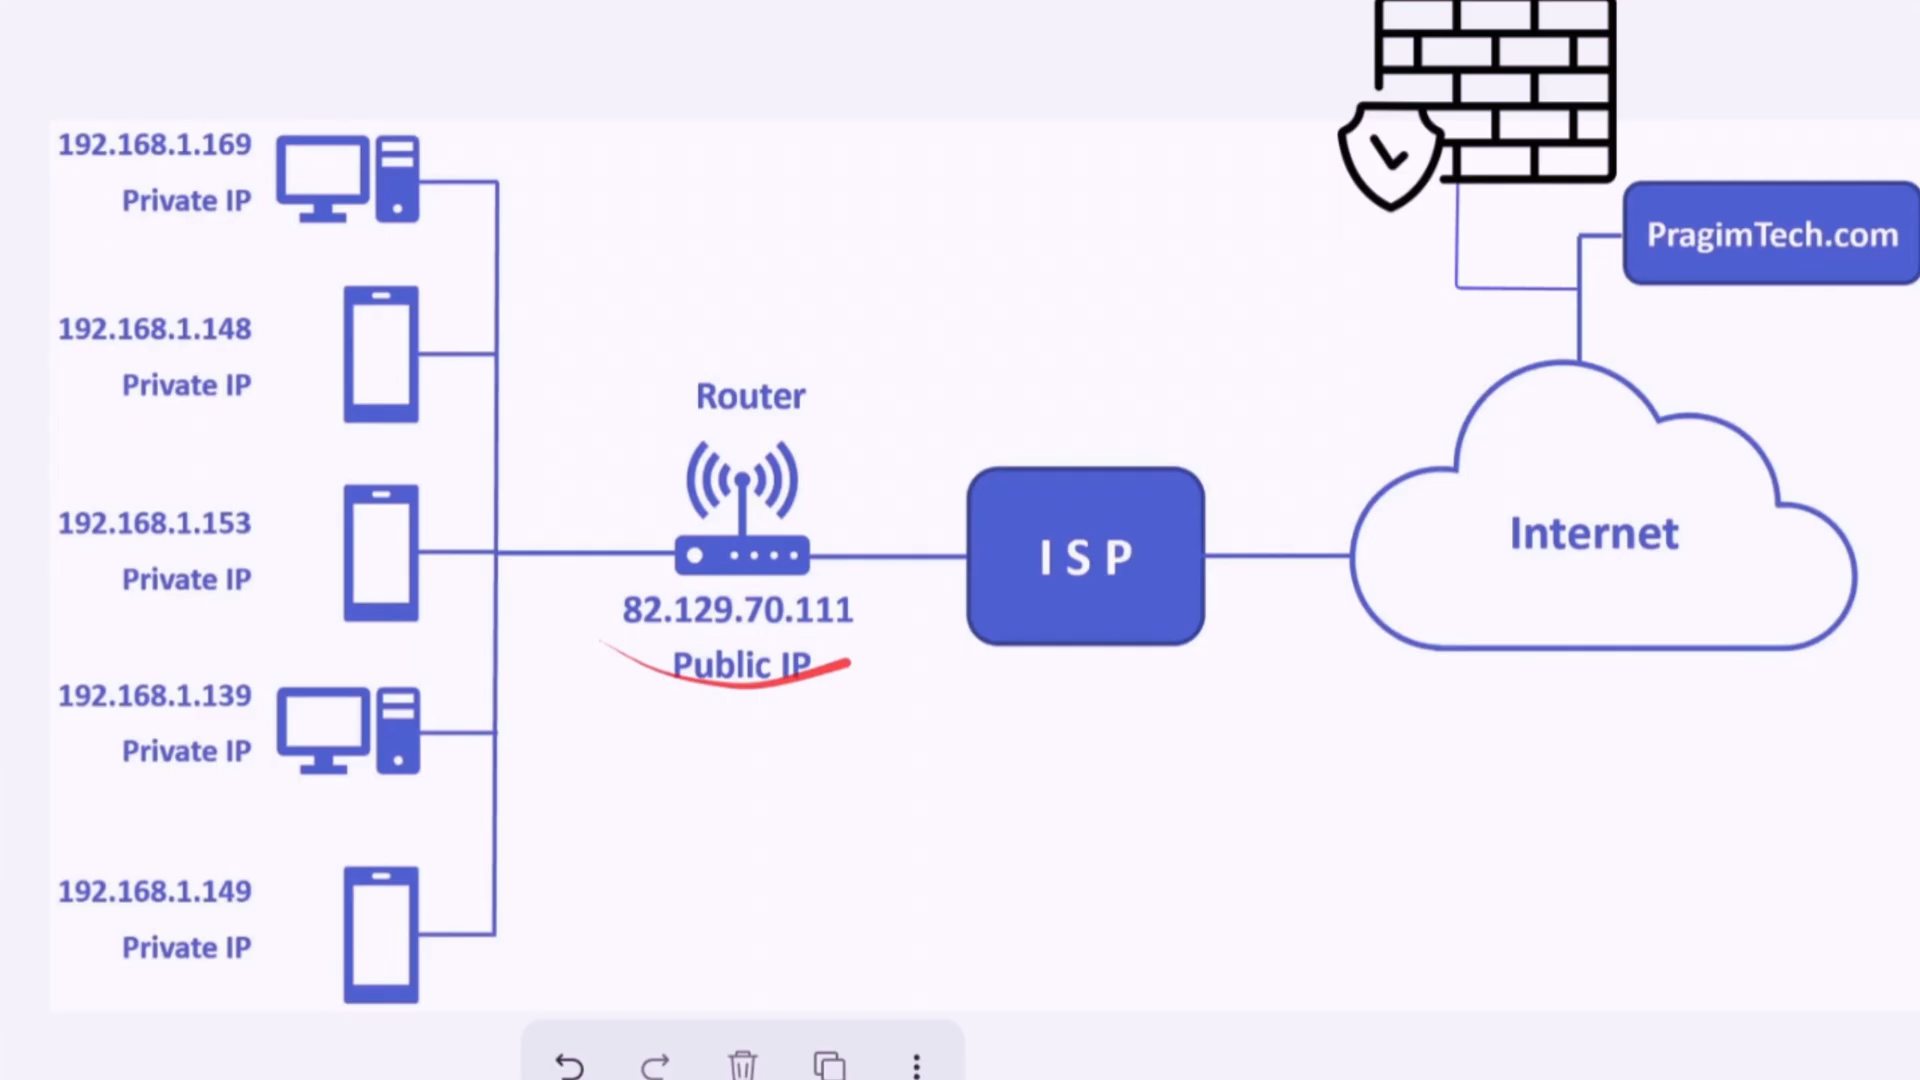 192.168.1.169
Private IP
PragimTech.com
192.168.1.148
Private IP
Router
192.168.1.153
Private IP
82.129.70.111
Public IP
I S P
Internet
192.168.1.139
Private IP
192.168.1.149
Private IP